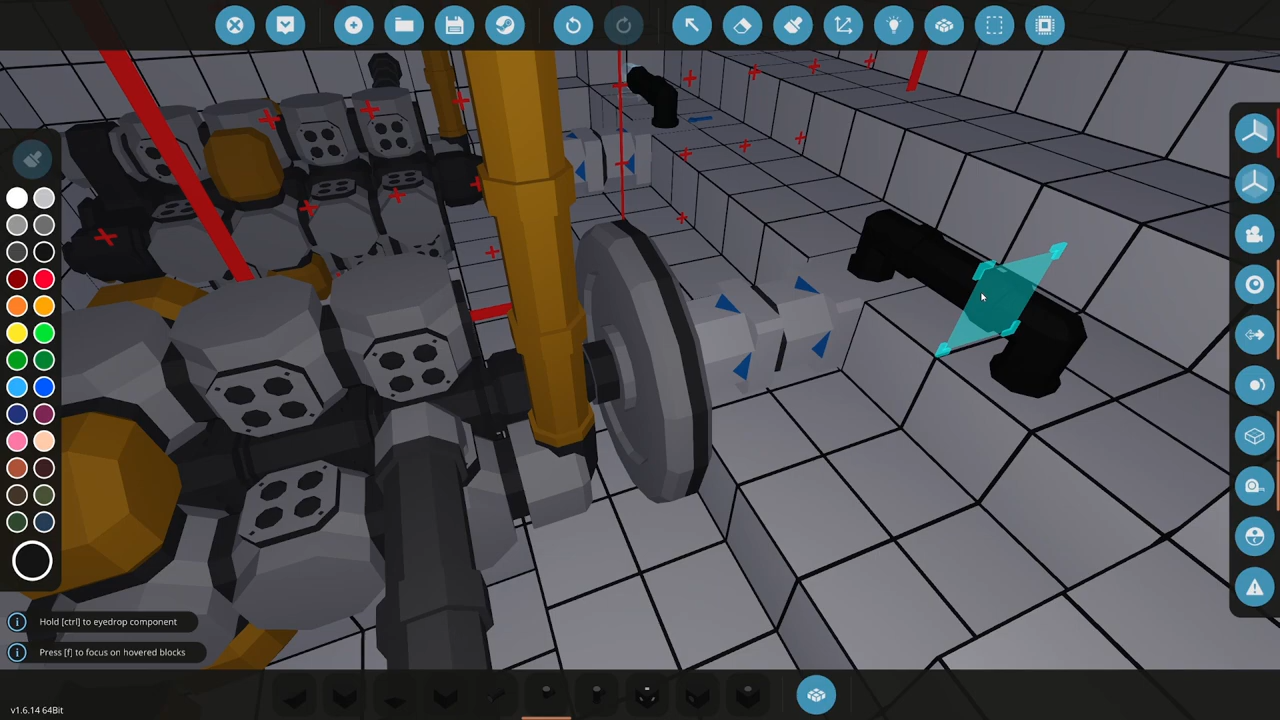 Hold [ctrl] to eyedrop component
Press [f] to focus on hovered blocks
v1.6.14 64Bit